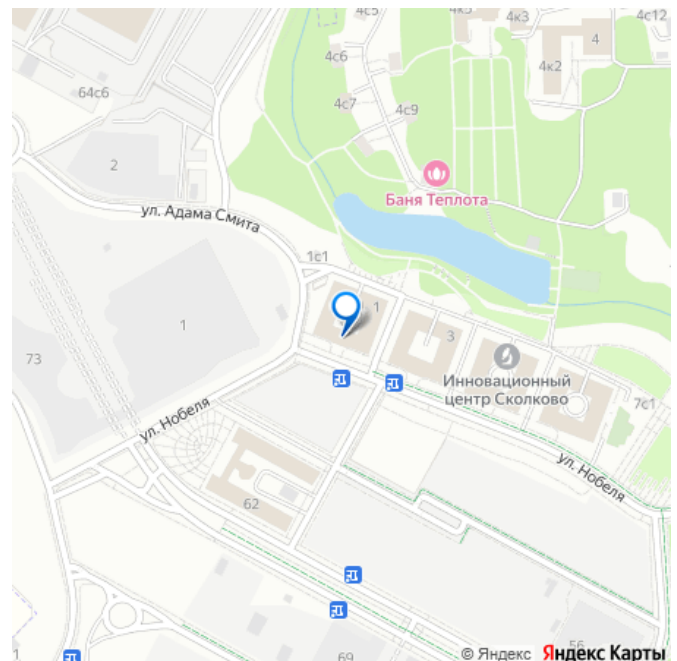 4с5
4к3
4с12
4
4с6
4к2
64с6
4с7
4с9
2
Баня Теплота
ул. Адама Смита
1с1
1
1
3
73
Инновационный
центр Сколково
7с1
ул. Нобеля
ул. Нобеля
62
56
69
1
© Яндекс Яндекс Карты